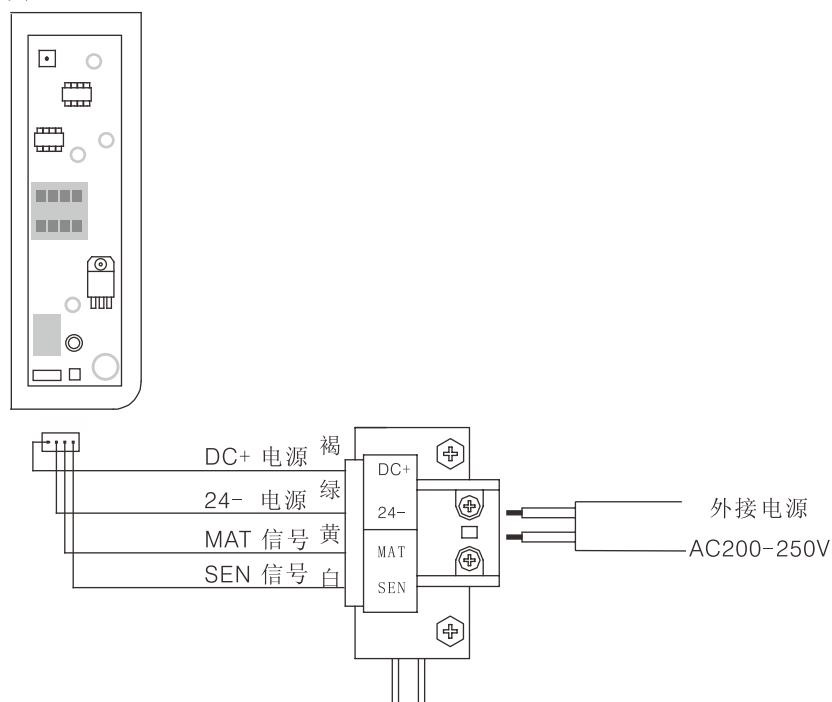 DC+ 电源 褐
24- 电源 绿
MAT 信号 黄
SEN 信号 白
DC+
24-
MAT
SEN
外接电源
AC200-250V